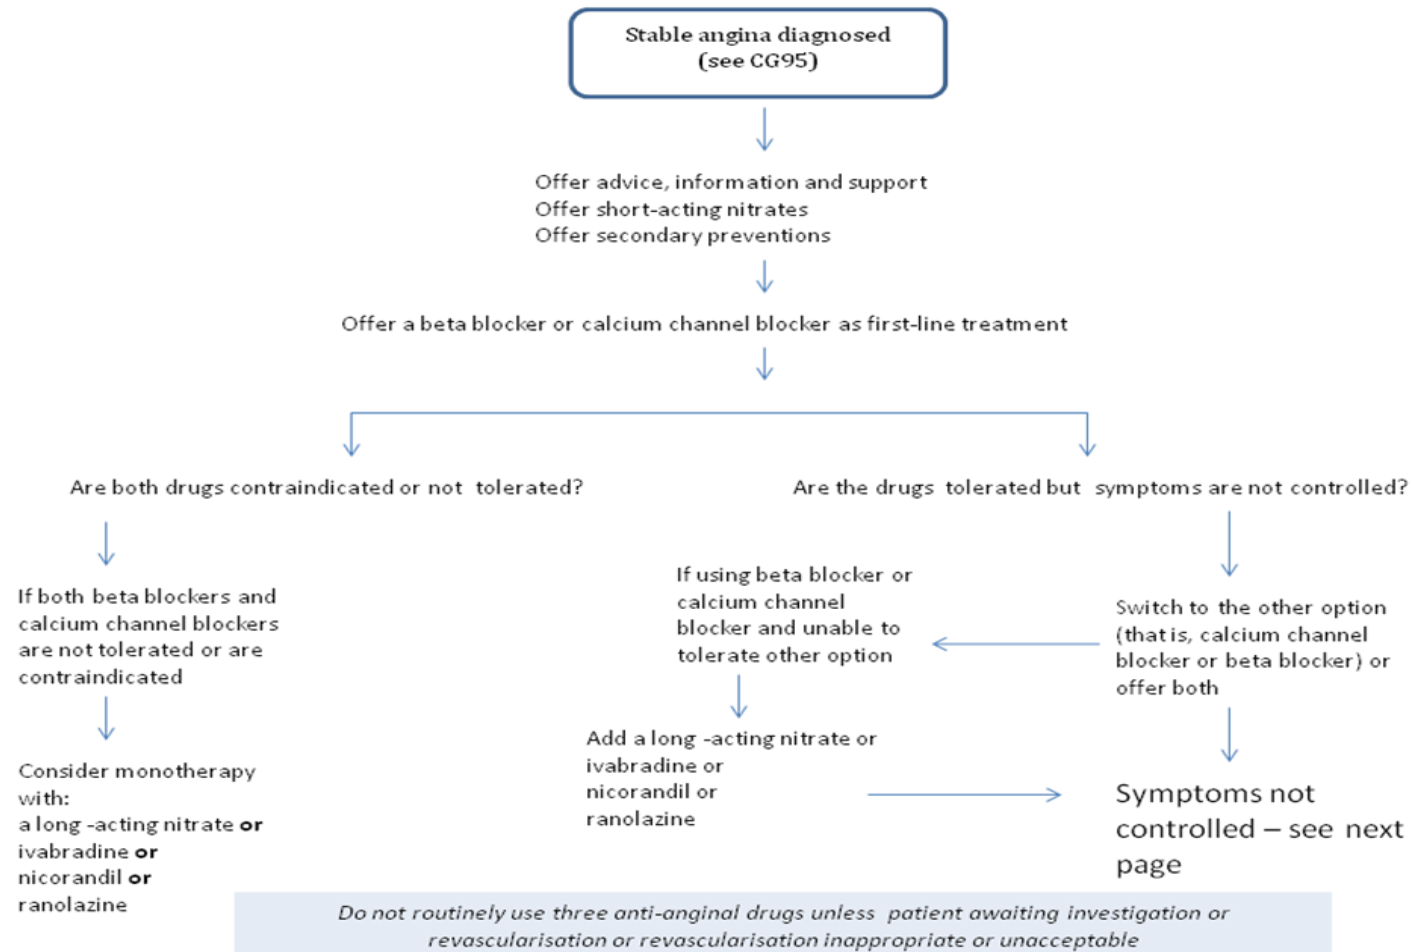 Stable angina diagnosed
(see CG95)
Offer advice, information and support
Offer short-acting nitrates
Offer secondary preventions
Offer a beta blocker or calcium channel blocker as first-line treatment
Are both drugs contraindicated or not tolerated?
Are the drugs tolerated but symptoms are not controlled?
If both beta blockers and
calcium channel blockers
are not tolerated or are
contraindicated
Consider monotherapy
with:
a long -acting nitrate or
ivabradine or
nicorandil or
ranolazine
If using beta blocker or
calcium channel
blocker and unable to
tolerate other option
Add a long -acting nitrate or
ivabradine or
nicorandil or
ranolazine
Switch to the other option
(that is, calcium channel
blocker or beta blocker) or
offer both
Symptoms not
controlled – see next
page
Do not routinely use three anti-anginal drugs unless patient awaiting investigation or
revascularisation or revascularisation inappropriate or unacceptable